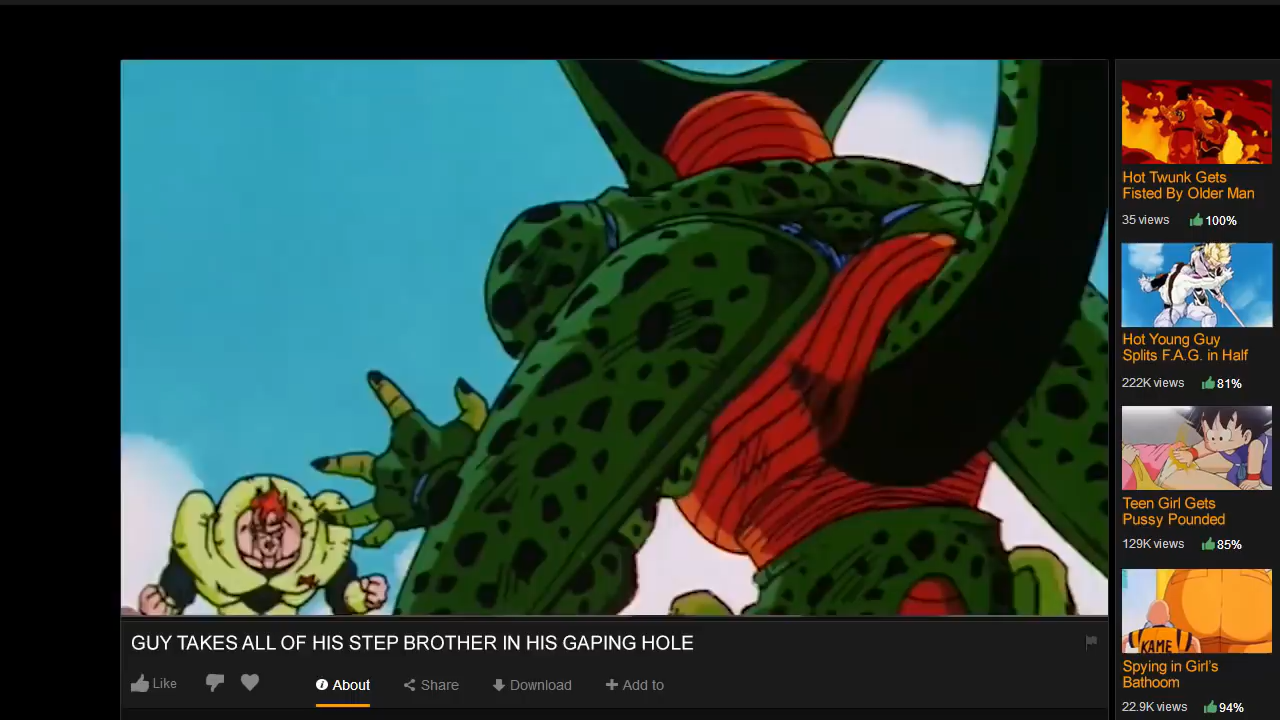 GUY TAKES ALL OF HIS STEP BROTHER IN HIS GAPING HOLE
Like
About
Share
Download
Add to
Hot Twunk Gets
Fisted By Older Man
35 views
100%
Hot Young Guy
Splits F.A.G. in Half
222K views
81%
Teen Girl Gets
Pussy Pounded
129K views
85%
KAME
Spying in Girl's
Bathoom
22.9K views
94%